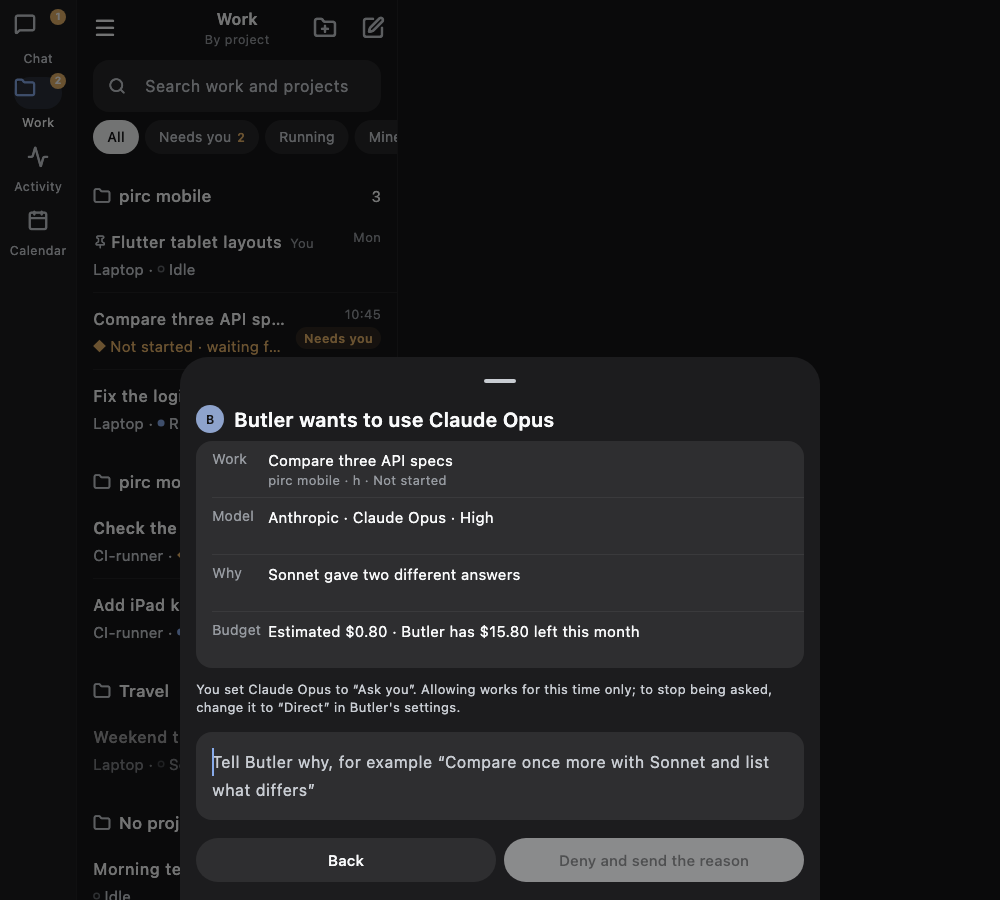 1
Chat
2
Work
Activity
Calendar
Work
By project
Search work and projects
All
Needs you 2
Running
Mine
pirc mobile
3
Flutter tablet layouts You
Mon
Laptop · Idle
Compare three API sp...
10:45
Not started · waiting f...
Needs you
Fix the logi
Laptop · R
pirc mo
Check the
CI-runner ·
Add iPad k
CI-runner ·
Travel
Weekend t
Laptop · S
No proj
Morning te
Idle
B
Butler wants to use Claude Opus
Work
Compare three API specs
pirc mobile · h · Not started
Model
Anthropic · Claude Opus · High
Why
Sonnet gave two different answers
Budget
Estimated $0.80 · Butler has $15.80 left this month
You set Claude Opus to “Ask you”. Allowing works for this time only; to stop being asked,
change it to “Direct” in Butler's settings.
Tell Butler why, for example “Compare once more with Sonnet and list
what differs”
Back
Deny and send the reason